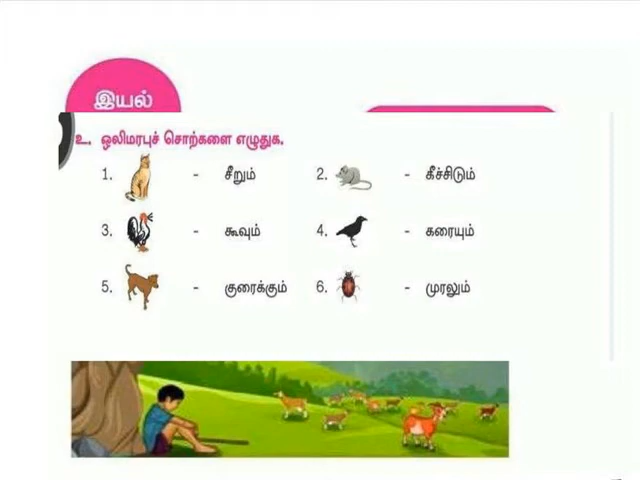 இயல்
உ. ஒலிமரபுச் சொற்களை எழுதுக.
1. - சீறும் 2. - கீச்சிடும்
3. - கூவும் 4. - கரையும்
5. - குரைக்கும் 6. - முரலும்